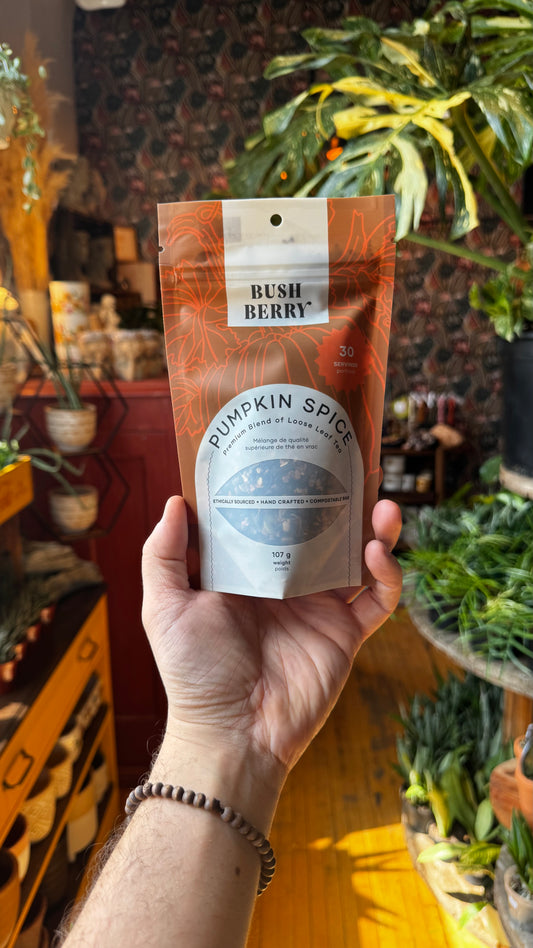 BUSH
BERRY
30
SERVINGS
portions
PUMPKIN SPICE
Premium Blend of Loose Leaf Tea
Mélange de qualité
supérieure de thé en vrac
ETHICALLY SOURCED • HAND CRAFTED • COMPOSTABLE BAG
107 g
weight
poids